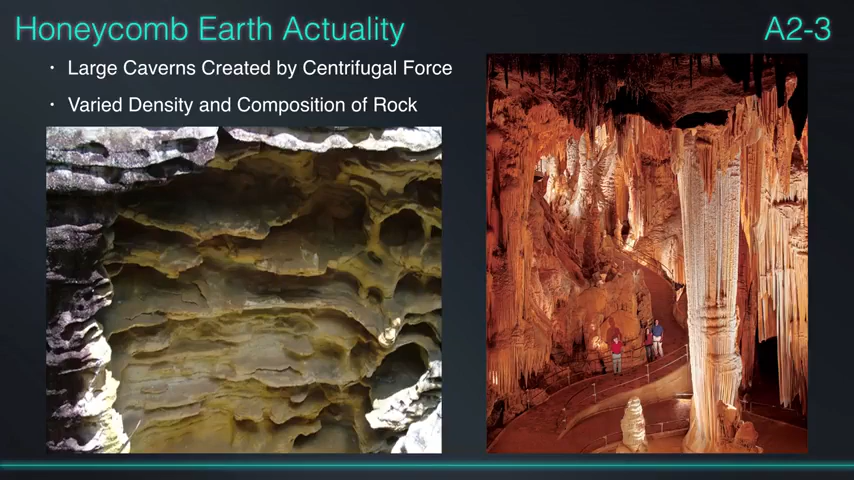 Honeycomb Earth Actuality
A2-3
· Large Caverns Created by Centrifugal Force
· Varied Density and Composition of Rock